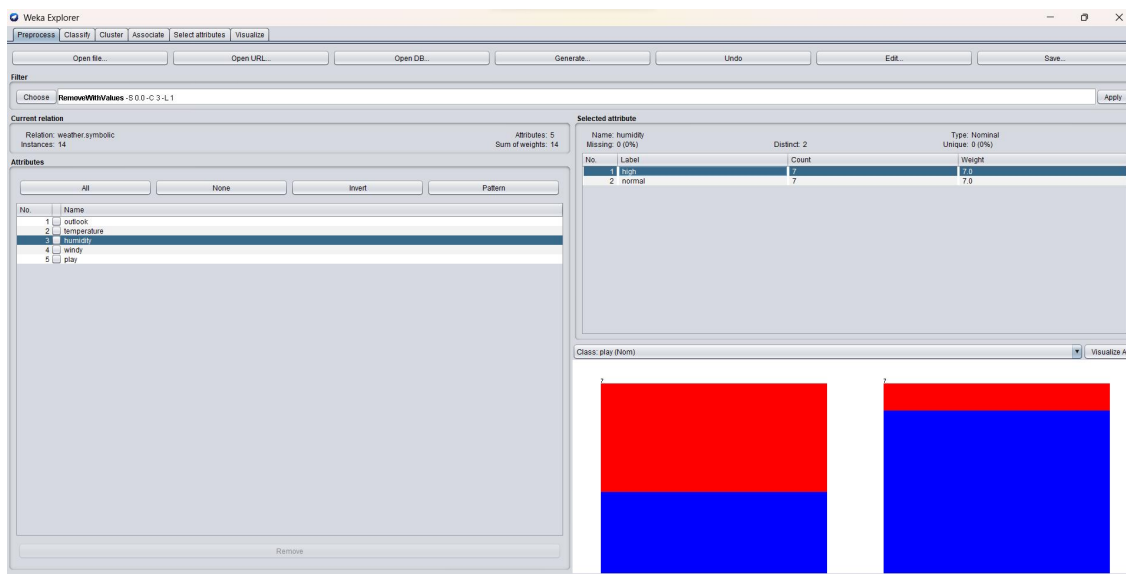 Weka Explorer
Preprocess Classify Cluster Associate Select attributes Visualize
Open file... Open URL... Open DB... Generate... Undo Edit... Save...
Filter
Choose RemoveWithValues -S 0.0 -C 3 -L 1 Apply
Current relation
Relation: weather.symbolic Attributes: 5
Instances: 14 Sum of weights: 14
Attributes
All None Invert Pattern
No. Name
1 outlook
2 temperature
3 humidity
4 windy
5 play
Remove
Selected attribute
Name: humidity Type: Nominal
Missing: 0 (0%) Distinct: 2 Unique: 0 (0%)
No. Label Count Weight
1 high 7 7.0
2 normal 7 7.0
Class: play (Nom) Visualize A
7 7